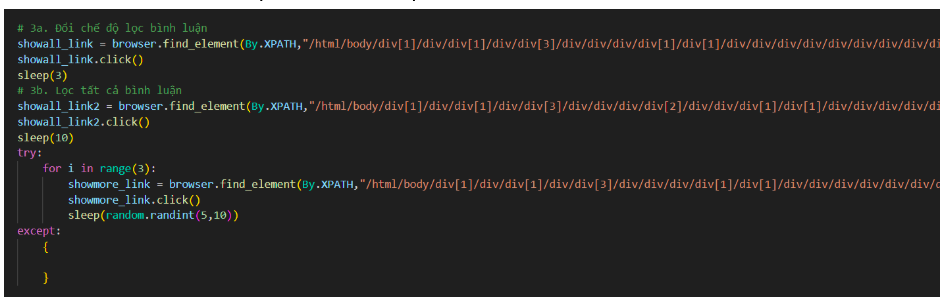 # 3a. Đổi chế độ lọc bình luận
showall_link = browser.find_element(By.XPATH,"/html/body/div[1]/div/div[1]/div/div[3]/div/div/div/div[1]/div[1]/div/div/div/div/div/div/div/div/di
showall_link.click()
sleep(3)
# 3b. Lọc tất cả bình luận
showall_link2 = browser.find_element(By.XPATH,"/html/body/div[1]/div/div[1]/div/div[3]/div/div/div/div[2]/div/div/div[1]/div[1]/div/div/div/div/di
showall_link2.click()
sleep(10)
try:
for i in range(3):
showmore_link = browser.find_element(By.XPATH,"/html/body/div[1]/div/div[1]/div/div[3]/div/div/div/div[1]/div[1]/div/div/div/div/div/div/d
showmore_link.click()
sleep(random.randint(5,10))
except:
{
}